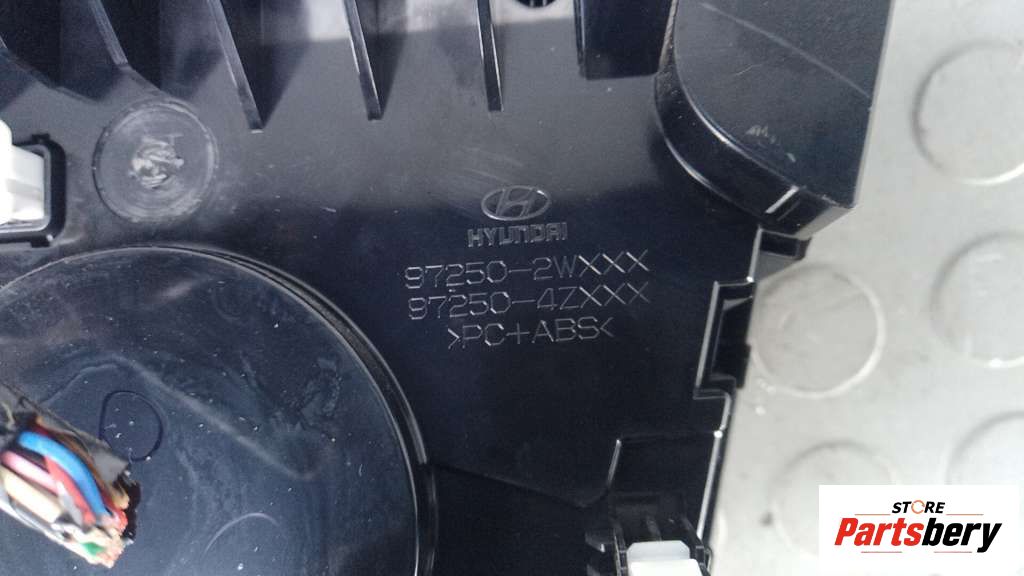 HYUNDAI
97250-2WXXX
97250-4ZXXX
>PC+ABS<
STORE
Partsbery